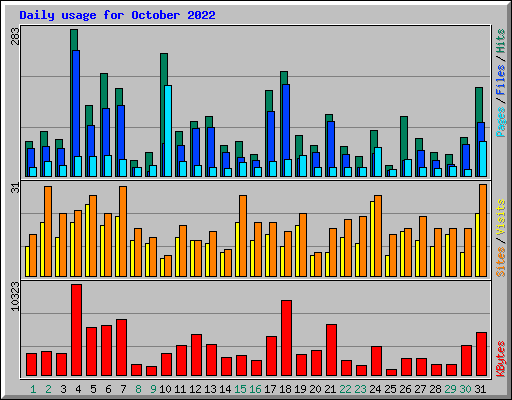 Daily usage for October 2022
283
Pages / Files / Hits
31
Sites / Visits
10323
KBytes
1 2 3 4 5 6 7 8 9 10 11 12 13 14 15 16 17 18 19 20 21 22 23 24 25 26 27 28 29 30 31